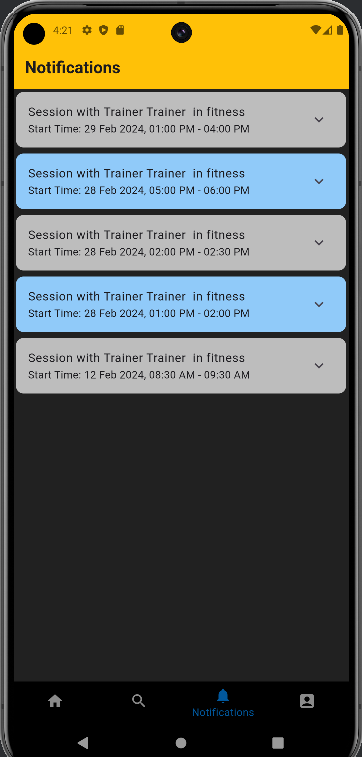 4:21
Notifications
Session with Trainer Trainer  in fitness
Start Time: 29 Feb 2024, 01:00 PM - 04:00 PM
Session with Trainer Trainer  in fitness
Start Time: 28 Feb 2024, 05:00 PM - 06:00 PM
Session with Trainer Trainer  in fitness
Start Time: 28 Feb 2024, 02:00 PM - 02:30 PM
Session with Trainer Trainer  in fitness
Start Time: 28 Feb 2024, 01:00 PM - 02:00 PM
Session with Trainer Trainer  in fitness
Start Time: 12 Feb 2024, 08:30 AM - 09:30 AM
Notifications